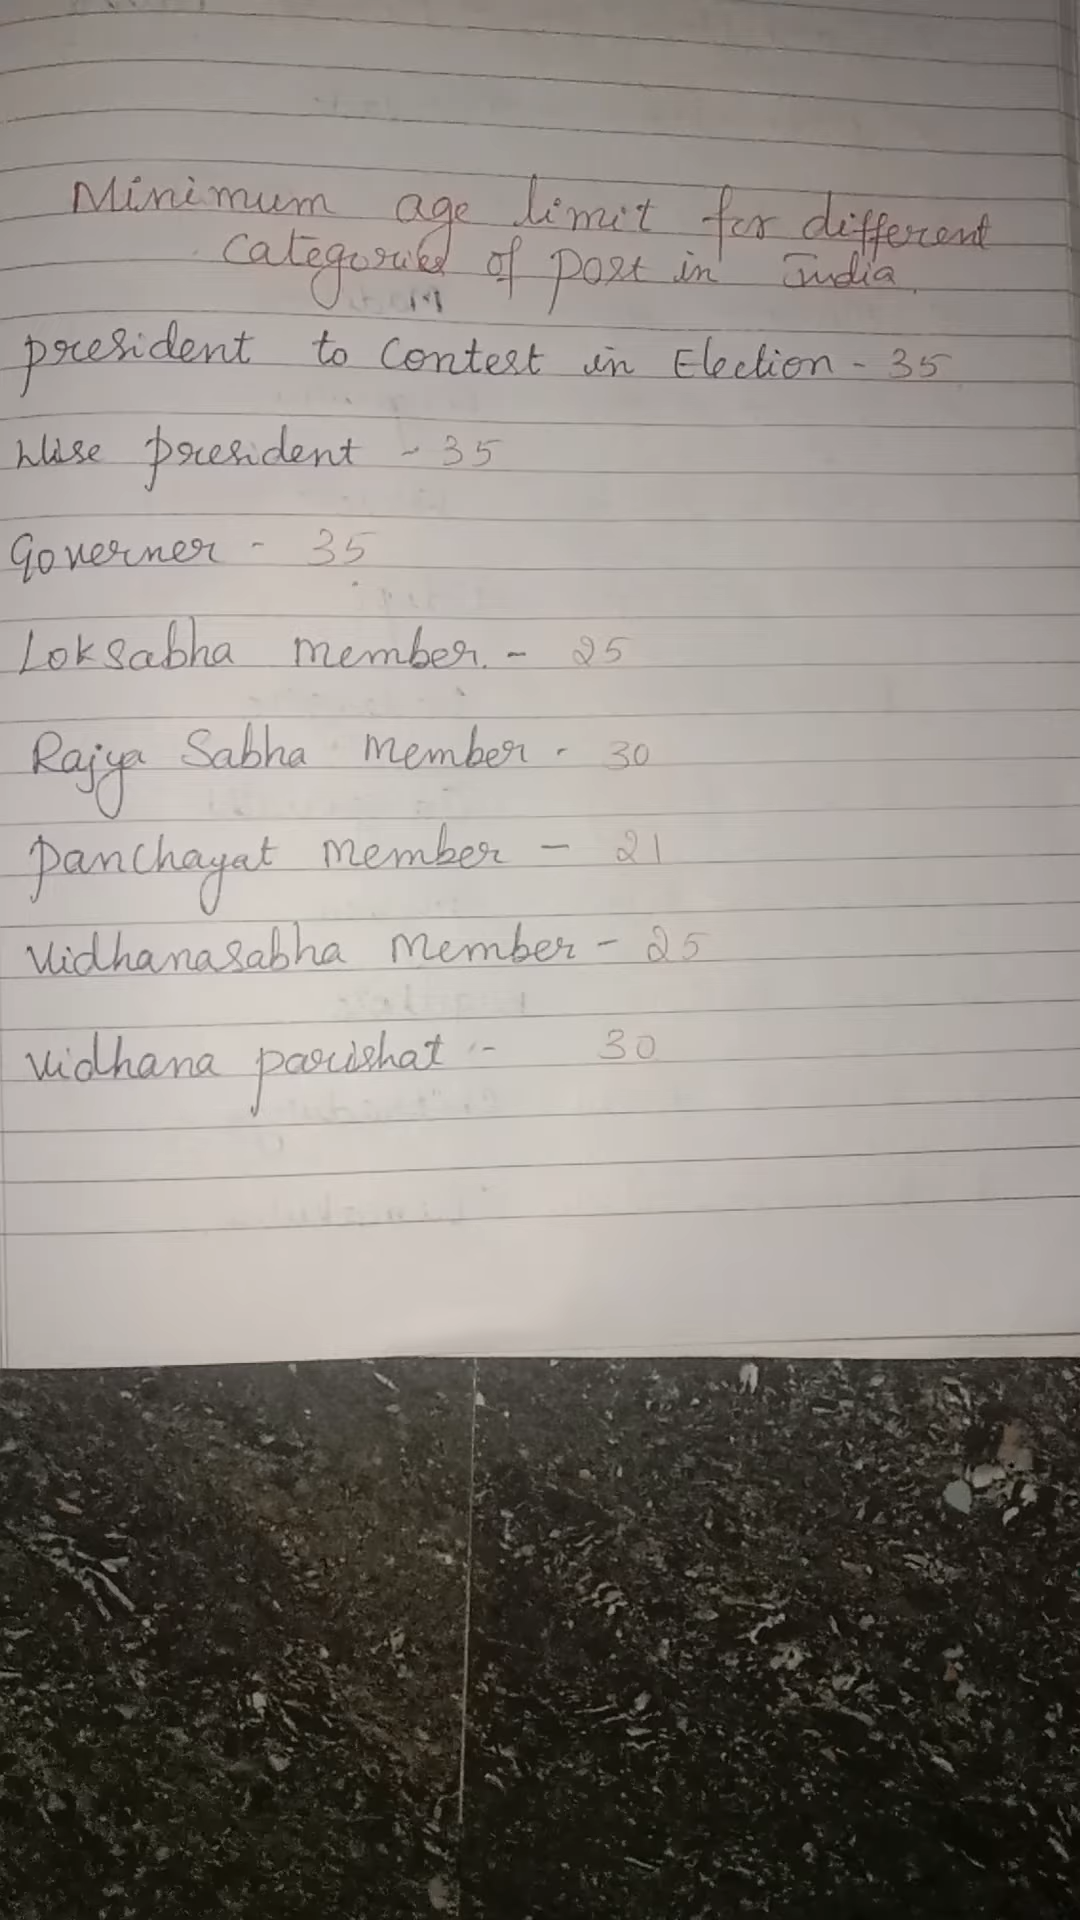 Minimum age limit for different
categories of post in India
president to Contest in Election - 35
Vise president - 35
Governer - 35
Loksabha member. - 25
Rajya Sabha member - 30
panchayat member - 21
Vidhanasabha member - 25
Vidhana parishat :- 30